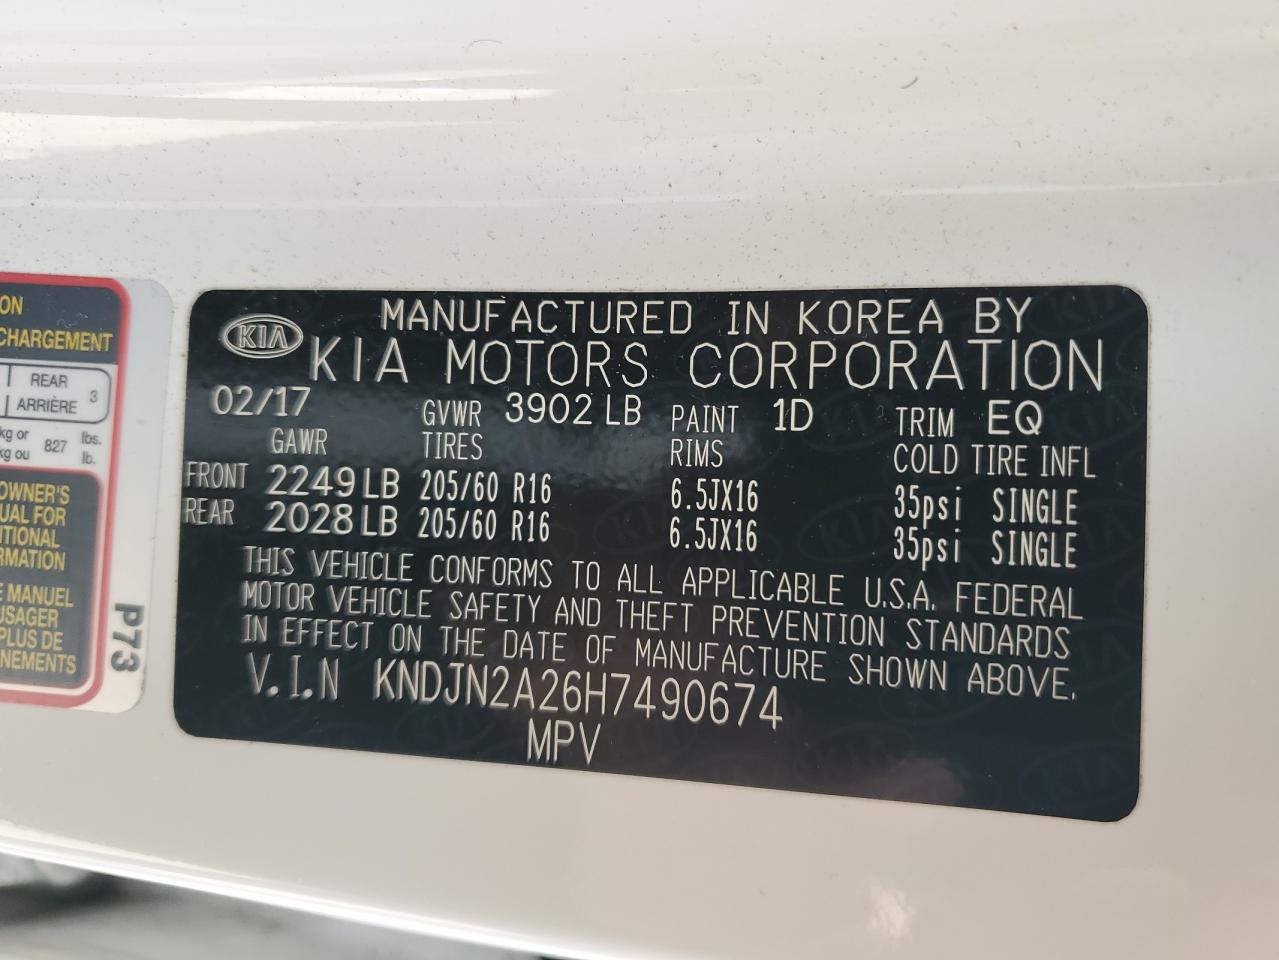 MANUFACTURED IN KOREA BY
KIA
KIA MOTORS CORPORATION
02/17 GVWR 3902 LB PAINT 1D TRIM EQ
GAWR TIRES RIMS COLD TIRE INFL
FRONT 2249 LB 205/60 R16 6.5JX16 35psi SINGLE
REAR 2028 LB 205/60 R16 6.5JX16 35psi SINGLE
THIS VEHICLE CONFORMS TO ALL APPLICABLE U.S.A. FEDERAL
MOTOR VEHICLE SAFETY AND THEFT PREVENTION STANDARDS
IN EFFECT ON THE DATE OF MANUFACTURE SHOWN ABOVE.
V.I.N KNDJN2A26H7490674
MPV
ON
CHARGEMENT
REAR 3
ARRIÈRE
kg or 827 lbs.
kg ou lb.
OWNER'S
UAL FOR
ITIONAL
RMATION
E MANUEL
USAGER
PLUS DE
NEMENTS
P73